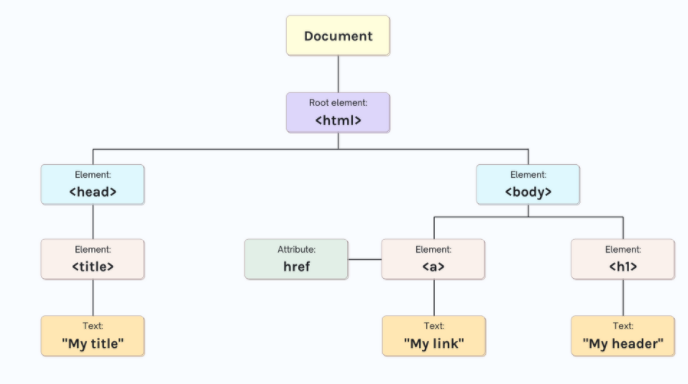 Document
Root element:
<html>
Element:
<head>
Element:
<body>
Element:
<title>
Attribute:
href
Element:
<a>
Element:
<h1>
Text:
"My title"
Text:
"My link"
Text:
"My header"